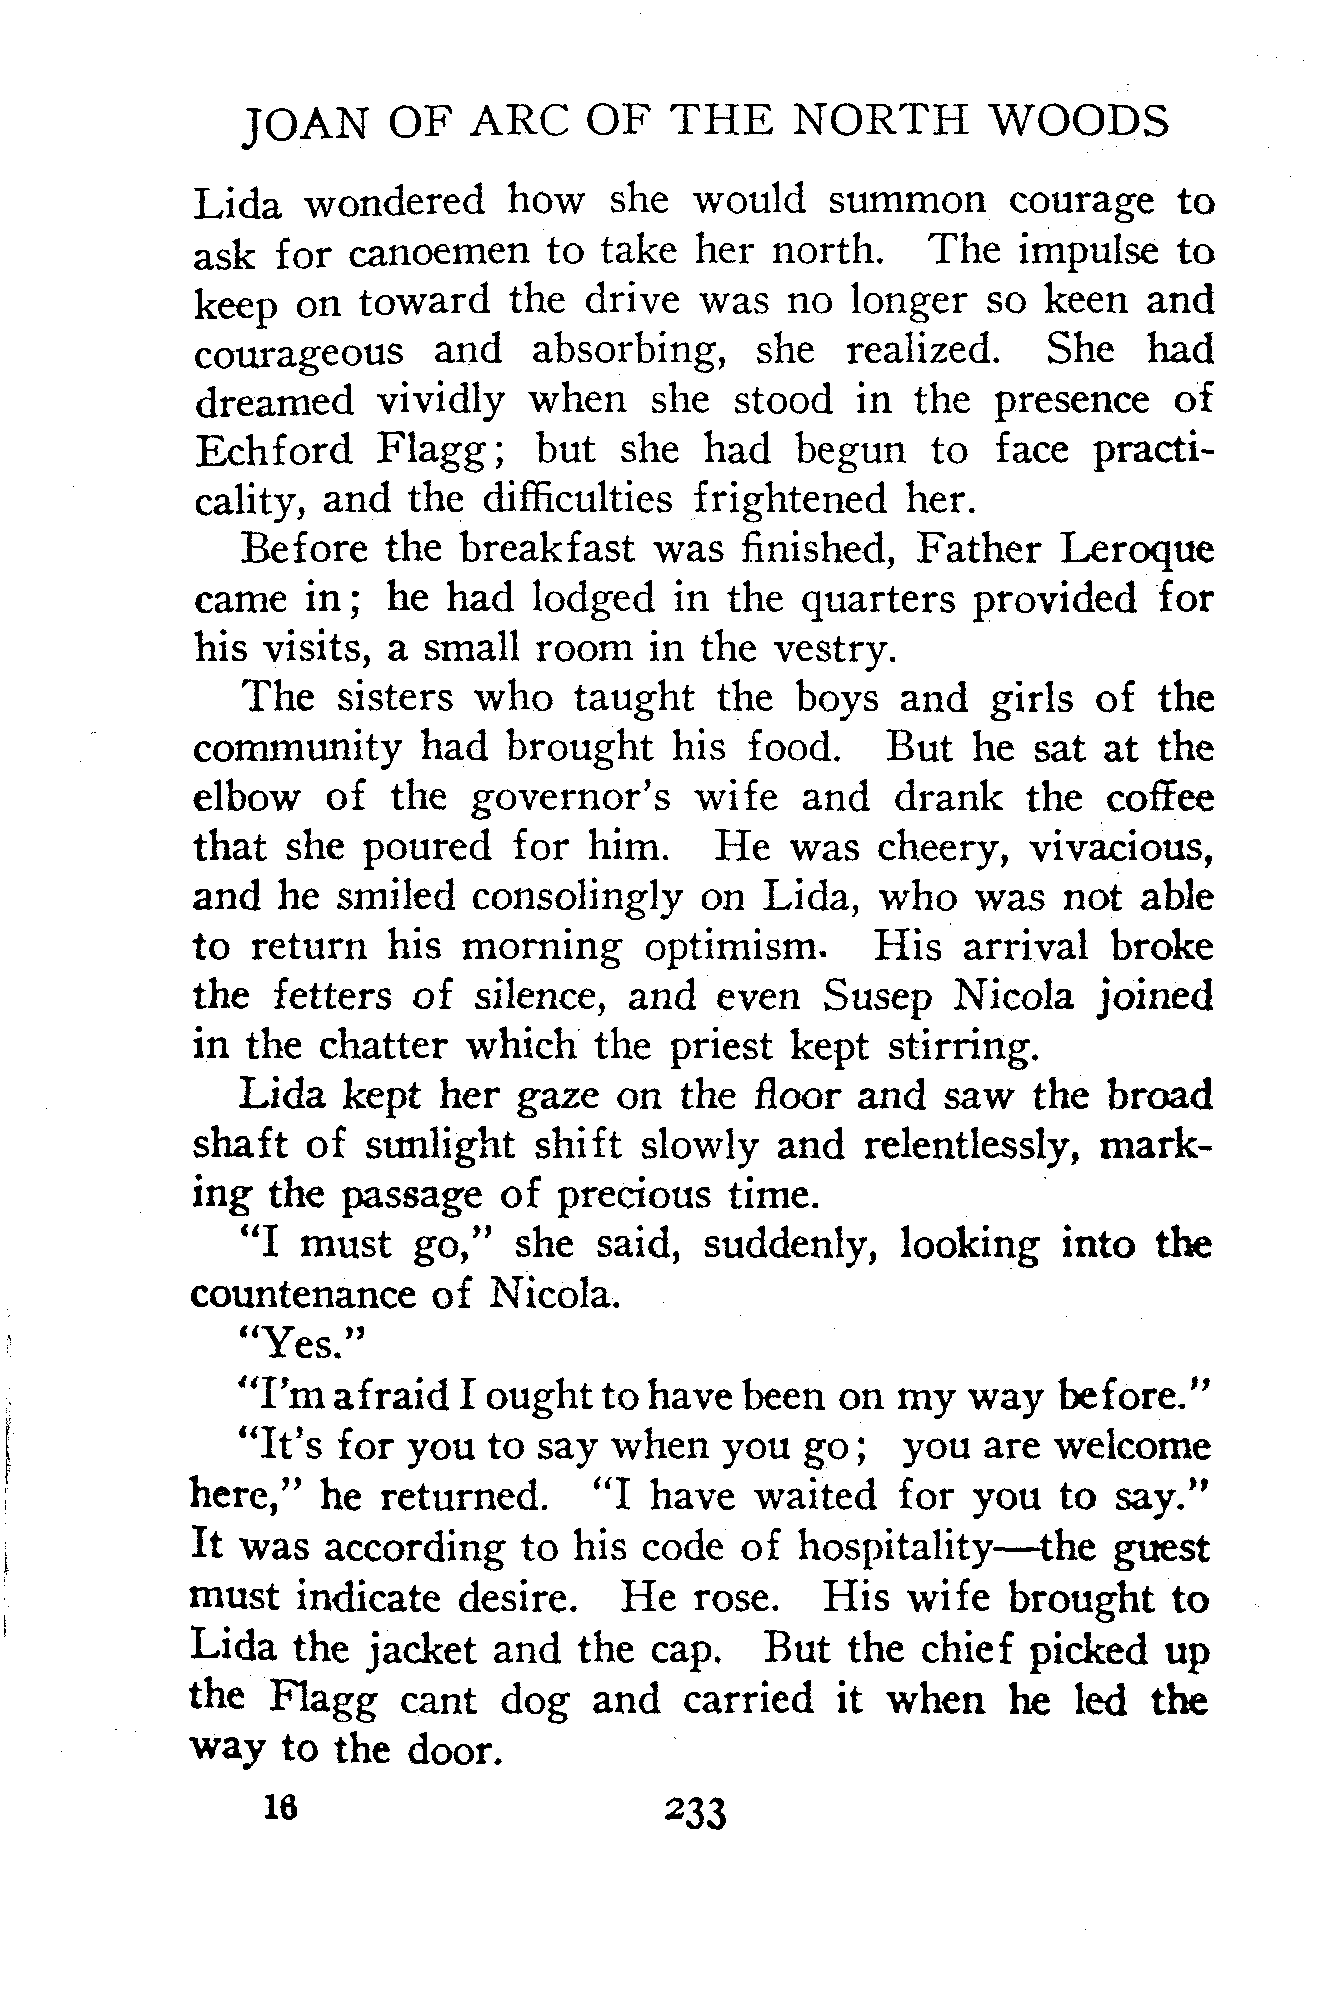 JOAN OF ARC OF THE NORTH WOODS
Lida wondered how she would summon courage to
ask for canoemen to take her north. The impulse to
keep on toward the drive was no longer so keen and
courageous and absorbing, she realized. She had
dreamed vividly when she stood in the presence of
Echford Flagg; but she had begun to face practi-
cality, and the difficulties frightened her.
Before the breakfast was finished, Father Leroque
came in; he had lodged in the quarters provided for
his visits, a small room in the vestry.
The sisters who taught the boys and girls of the
community had brought his food. But he sat at the
elbow of the governor's wife and drank the coffee
that she poured for him. He was cheery, vivacious,
and he smiled consolingly on Lida, who was not able
to return his morning optimism. His arrival broke
the fetters of silence, and even Susep Nicola joined
in the chatter which the priest kept stirring.
Lida kept her gaze on the floor and saw the broad
shaft of sunlight shift slowly and relentlessly, mark-
ing the passage of precious time.
"I must go," she said, suddenly, looking into the
countenance of Nicola.
"Yes."
"I'm afraid I ought to have been on my way before."
"It's for you to say when you go; you are welcome
here," he returned. "I have waited for you to say."
It was according to his code of hospitality—the guest
must indicate desire. He rose. His wife brought to
Lida the jacket and the cap. But the chief picked up
the Flagg cant dog and carried it when he led the
way to the door.
16 233